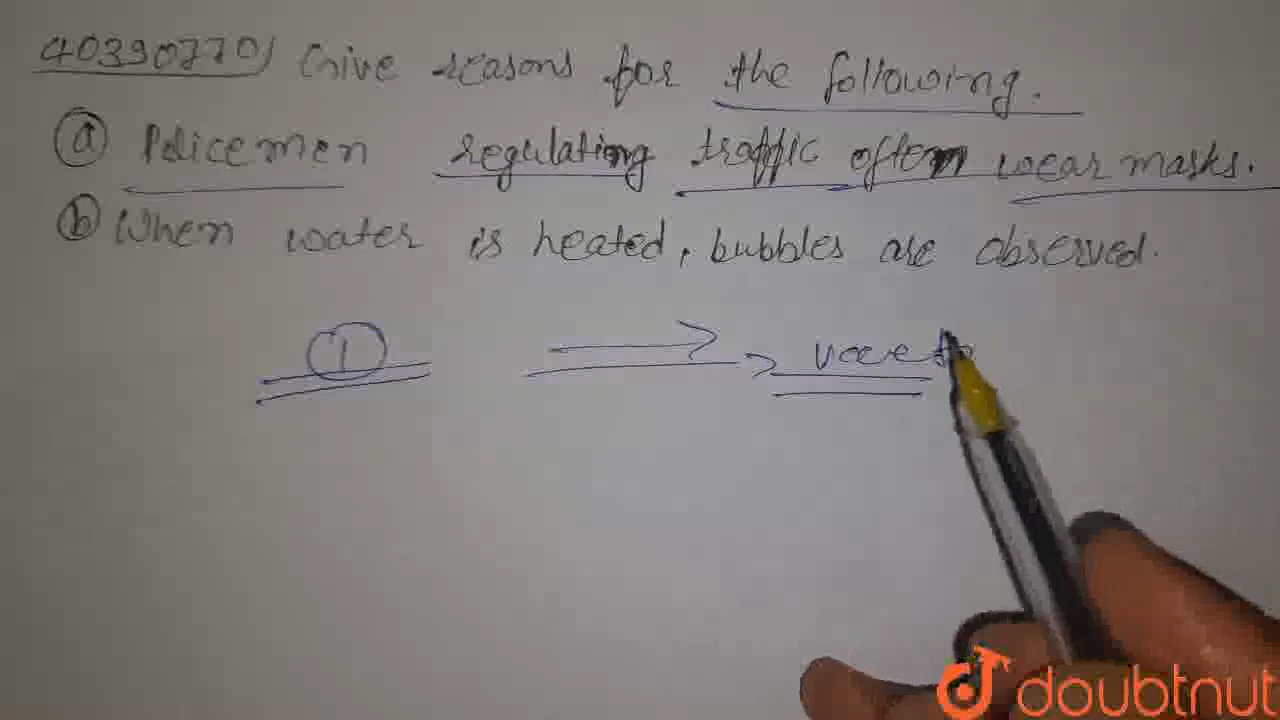 40390770) Give reasons for the following.
(a) Policemen regulating traffic often wear masks.
(b) When water is heated, bubbles are observed.
1
doubtnut